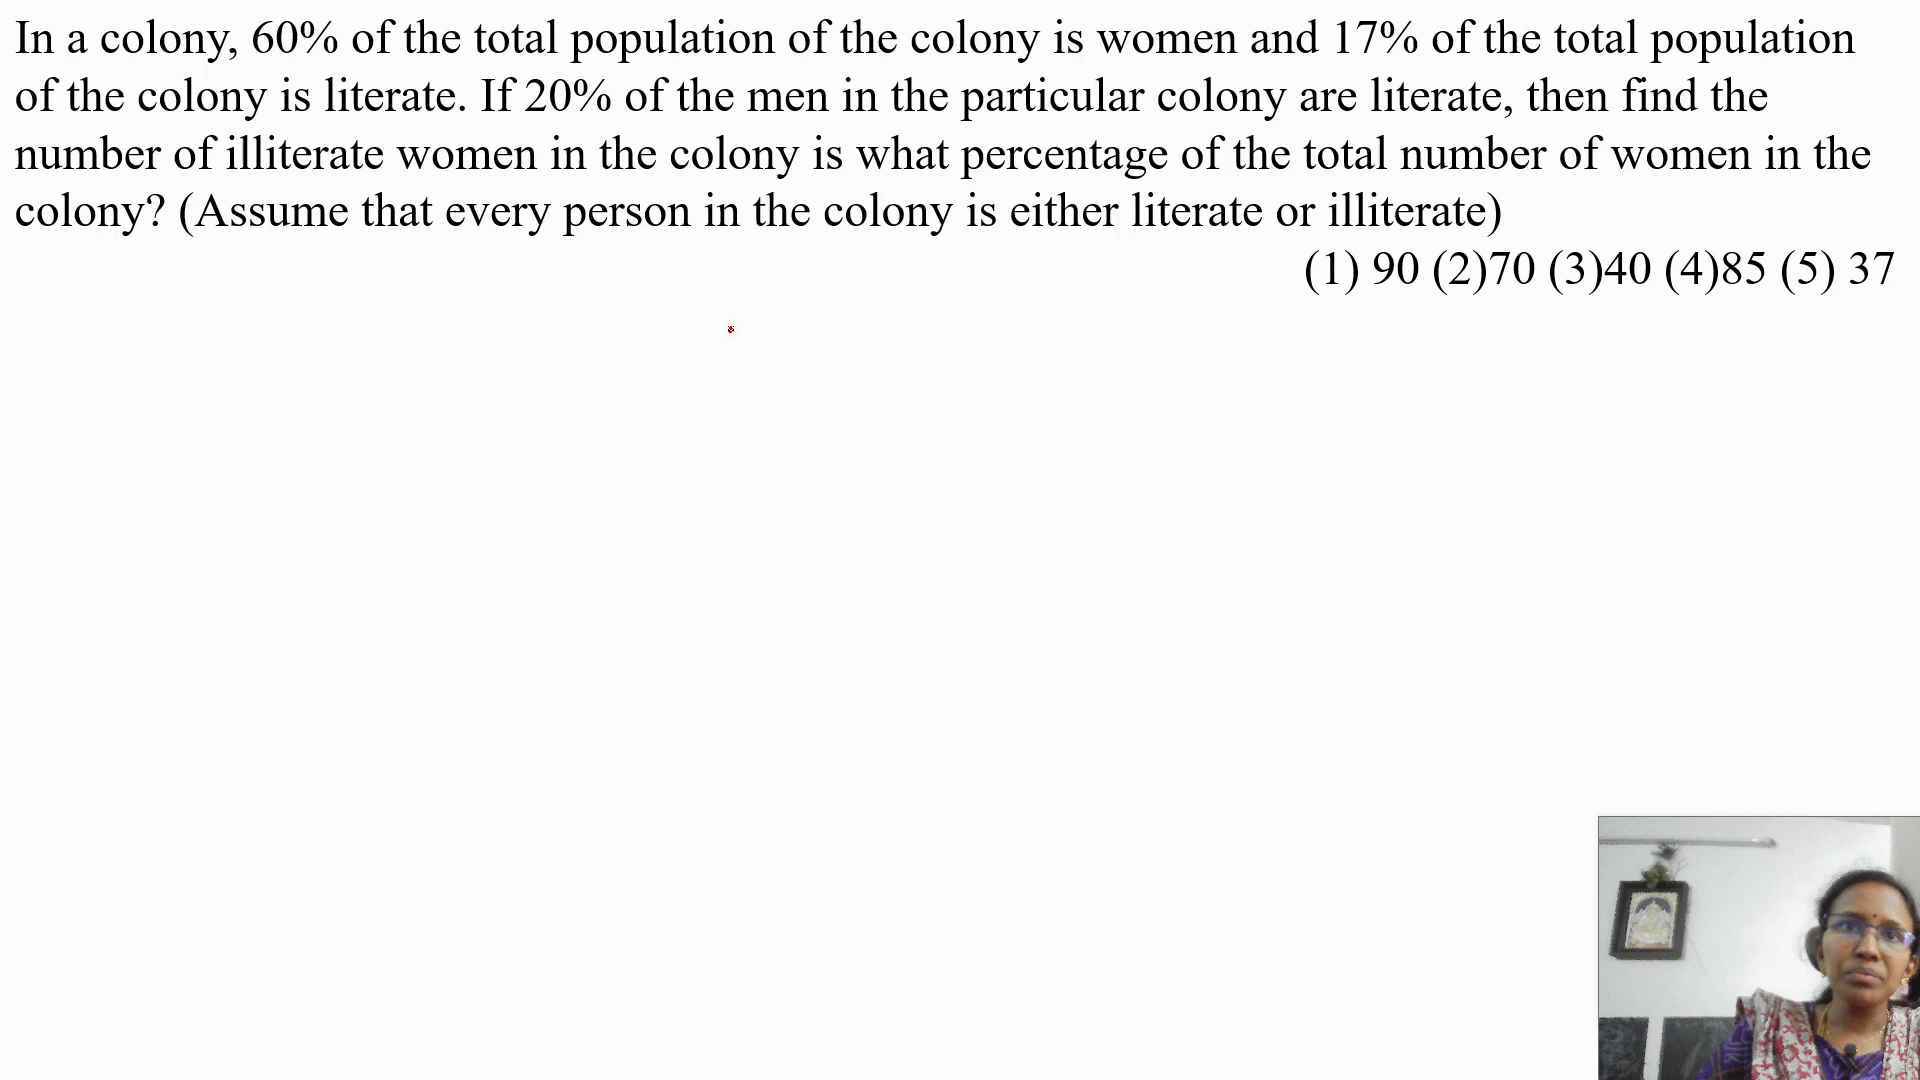 In a colony, 60% of the total population of the colony is women and 17% of the total population
of the colony is literate. If 20% of the men in the particular colony are literate, then find the
number of illiterate women in the colony is what percentage of the total number of women in the
colony? (Assume that every person in the colony is either literate or illiterate)
(1) 90 (2)70 (3)40 (4)85 (5) 37